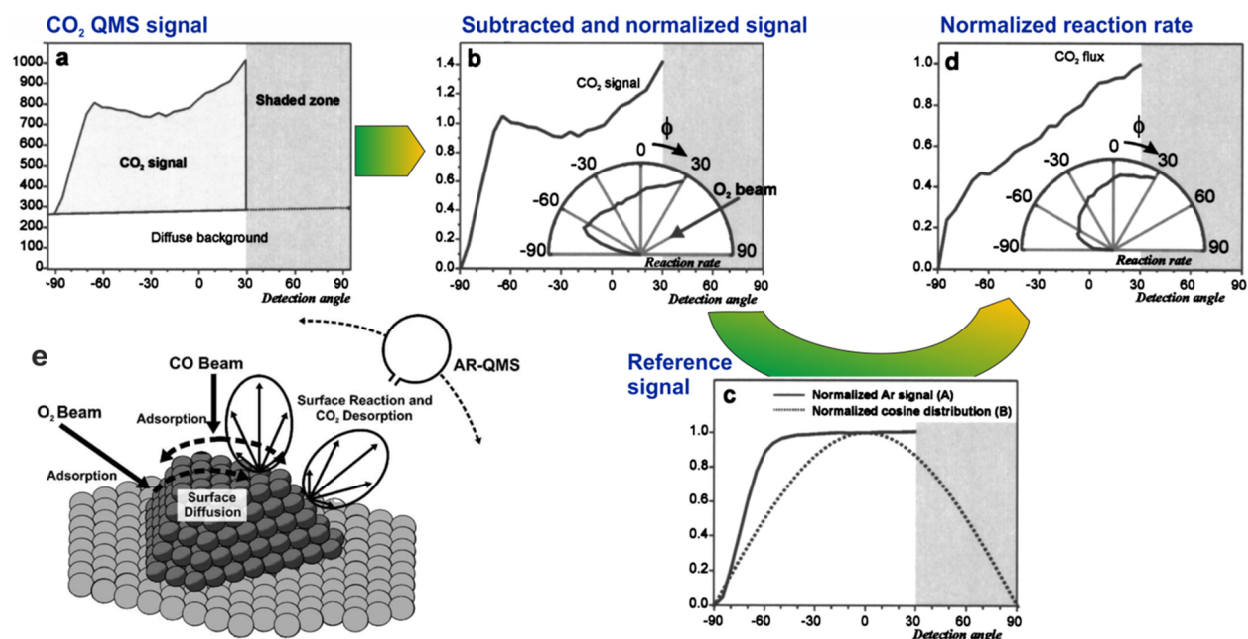 CO₂ QMS signal
Subtracted and normalized signal
Normalized reaction rate
a
1000
900
800
700
600
500
400
300
200
100
0
Shaded zone
CO₂ signal
Diffuse background
-90 -60 -30 0 30 60 90
Detection angle
b
1.4
1.2
1.0
0.8
0.6
0.4
0.2
0.0
CO₂ signal
ϕ
-90 -60 -30 0 30 90
O₂ beam
Reaction rate
-90 -60 -30 0 30 60 90
Detection angle
d
1.0
0.8
0.6
0.4
0.2
0.0
CO₂ flux
ϕ
-90 -60 -30 0 30 60 90
Reaction rate
-90 -60 -30 0 30 60 90
Detection angle
e
CO Beam
O₂ Beam
Adsorption
Adsorption
Surface
Diffusion
AR-QMS
Surface Reaction and
CO₂ Desorption
Reference
signal
c
Normalized Ar signal (A)
Normalized cosine distribution (B)
1.0
0.8
0.6
0.4
0.2
0.0
-90 -60 -30 0 30 60 90
Detection angle